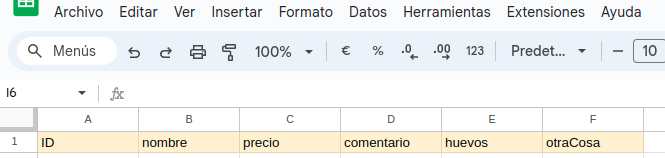 Archivo Editar Ver Insertar Formato Datos Herramientas Extensiones Ayuda
Menús 100% € % .0 .00 123 Predet... 10
I6 fx
A B C D E F
1 ID nombre precio comentario huevos otraCosa